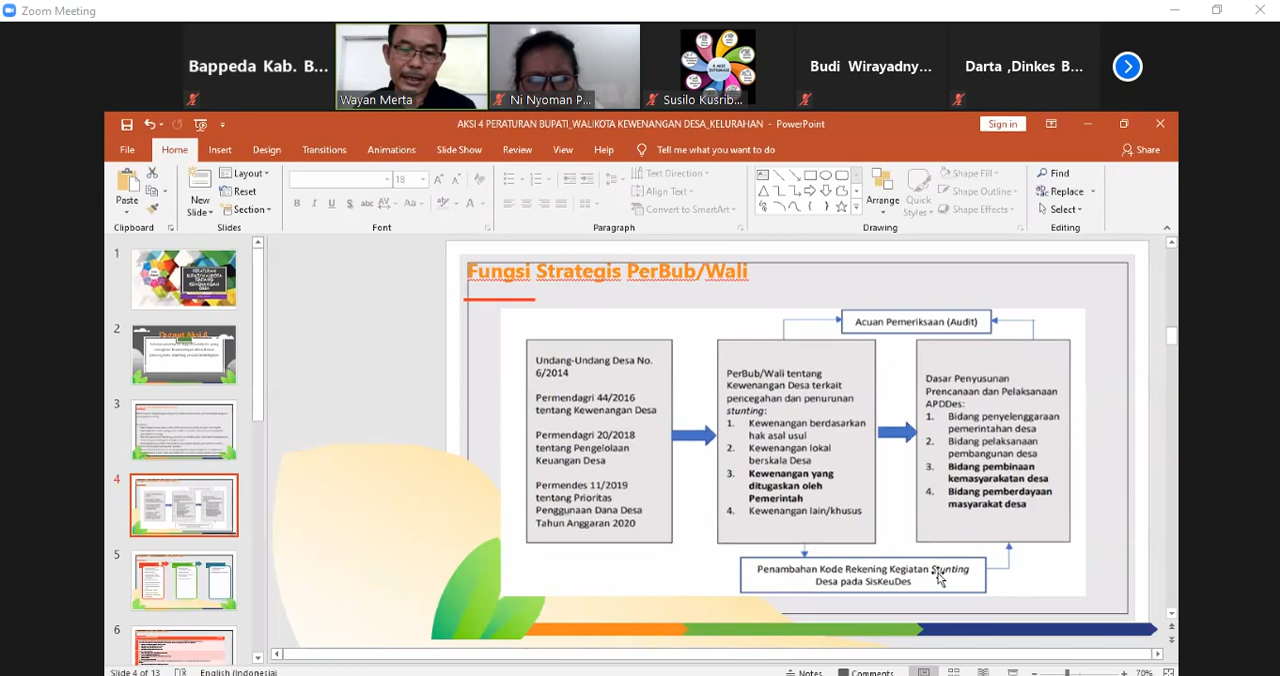 Zoom Meeting
Bappeda Kab. B...
Wayan Merta
Ni Nyoman P...
Susilo Kusrib...
Budi Wirayadny...
Darta ,Dinkes B...
AKSI 4 PERATURAN BUPATI_WALIKOTA KEWENANGAN DESA_KELURAHAN - PowerPoint
Sign in
File Home Insert Design Transitions Animations Slide Show Review View Help Tell me what you want to do Share
Paste
New
Slide
Layout
Reset
Section
18
Text Direction
Align Text
Convert to SmartArt
Arrange
Quick
Styles
Shape Fill
Shape Outline
Shape Effects
Find
Replace
Select
Clipboard Slides Font Paragraph Drawing Editing
1
2
3
4
5
6
Fungsi Strategis PerBub/Wali
Acuan Pemeriksaan (Audit)
Undang-Undang Desa No.
6/2014
Permendagri 44/2016
tentang Kewenangan Desa
Permendagri 20/2018
tentang Pengelolaan
Keuangan Desa
Permendes 11/2019
tentang Prioritas
Penggunaan Dana Desa
Tahun Anggaran 2020
PerBub/Wali tentang
Kewenangan Desa terkait
pencegahan dan penurunan
stunting:
1. Kewenangan berdasarkan
hak asal usul
2. Kewenangan lokal
berskala Desa
3. Kewenangan yang
ditugaskan oleh
Pemerintah
4. Kewenangan lain/khusus
Dasar Penyusunan
Prencanaan dan Pelaksanaan
APDDes:
1. Bidang penyelenggaraan
pemerintahan desa
2. Bidang pelaksanaan
pembangunan desa
3. Bidang pembinaan
kemasyarakatan desa
4. Bidang pemberdayaan
masyarakat desa
Penambahan Kode Rekening Kegiatan Stunting
Desa pada SisKeuDes
Slide 4 of 13 English (Indonesia)
Notes Comments 70%